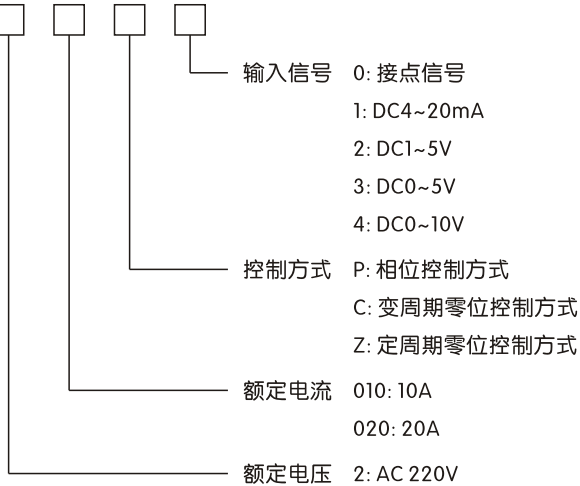 输入信号 0: 接点信号
1: DC4~20mA
2: DC1~5V
3: DC0~5V
4: DC0~10V
控制方式 P: 相位控制方式
C: 变周期零位控制方式
Z: 定周期零位控制方式
额定电流 010: 10A
020: 20A
额定电压 2: AC 220V